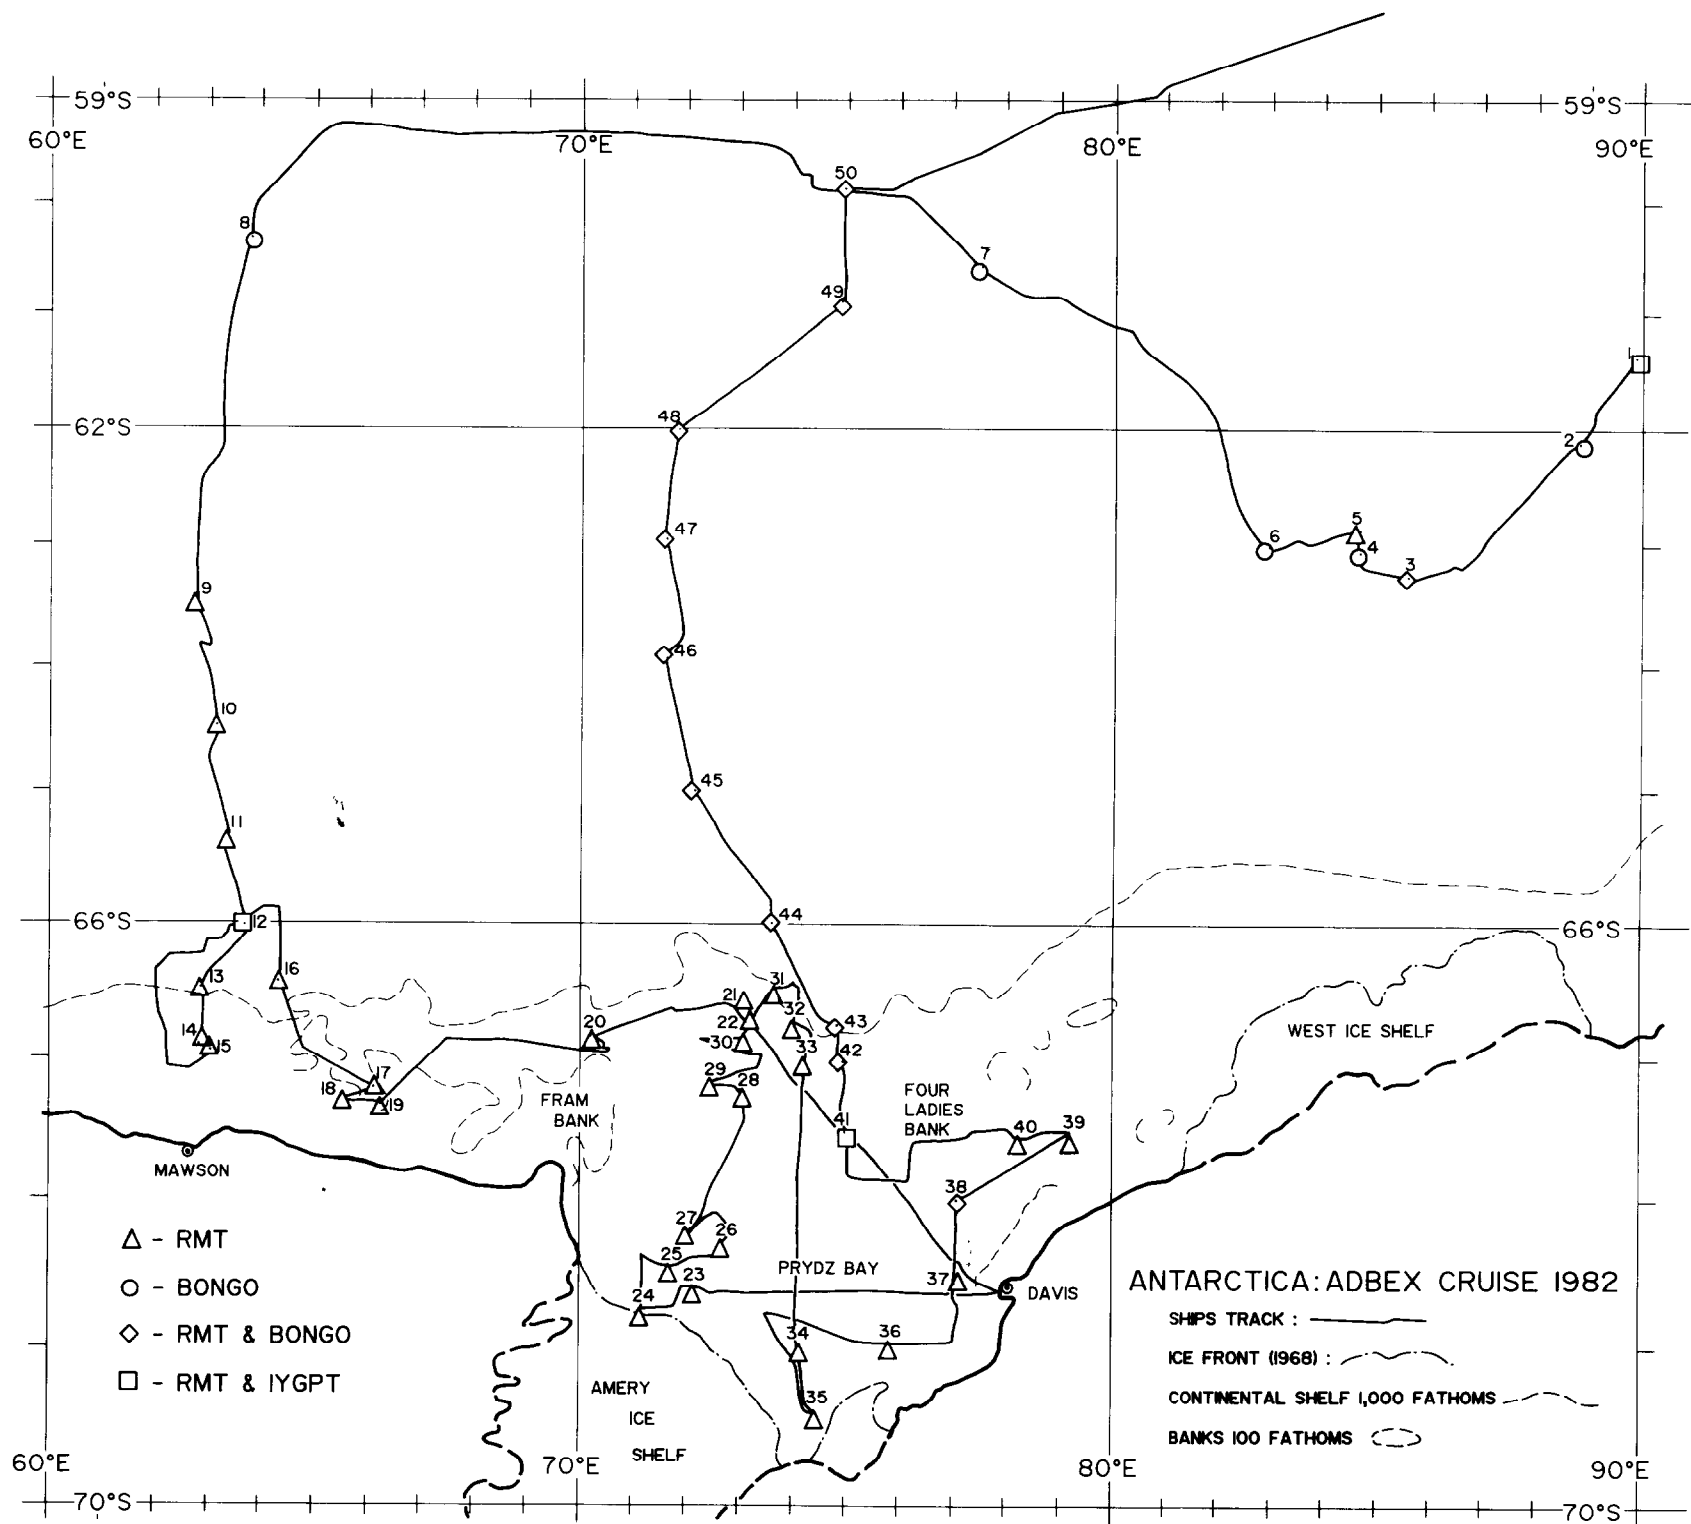 59°S
59°S
60°E
70°E
80°E
90°E
50
8
7
49
1
48
62°S
62°S
2
47
5
6
4
3
9
46
10
45
11
66°S
12
44
66°S
13
16
21
31
14
15
20
22
32
43
WEST ICE SHELF
30
33
42
29
28
17
18
19
FRAM
BANK
FOUR
LADIES
BANK
41
40
39
MAWSON
38
27
26
△ - RMT
25
PRYDZ BAY
23
37
DAVIS
ANTARCTICA: ADBEX CRUISE 1982
○ - BONGO
24
SHIPS TRACK :
◇ - RMT & BONGO
34
36
ICE FRONT (1968) :
□ - RMT & IYGPT
AMERY
ICE
SHELF
35
CONTINENTAL SHELF 1,000 FATHOMS
BANKS 100 FATHOMS
60°E
70°E
80°E
90°E
70°S
70°S